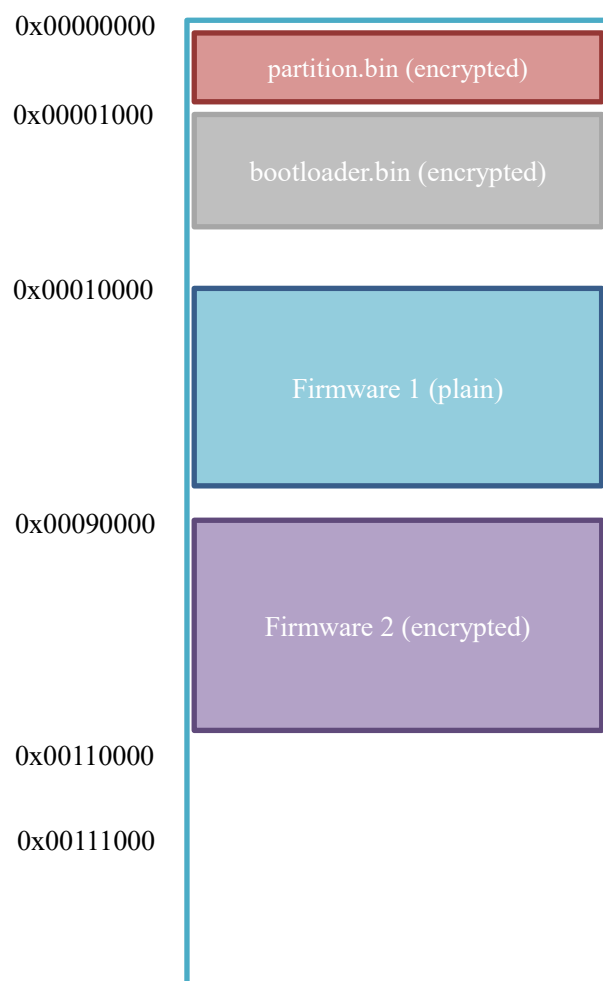 0x00000000
partition.bin (encrypted)
0x00001000
bootloader.bin (encrypted)
0x00010000
Firmware 1 (plain)
0x00090000
Firmware 2 (encrypted)
0x00110000
0x00111000